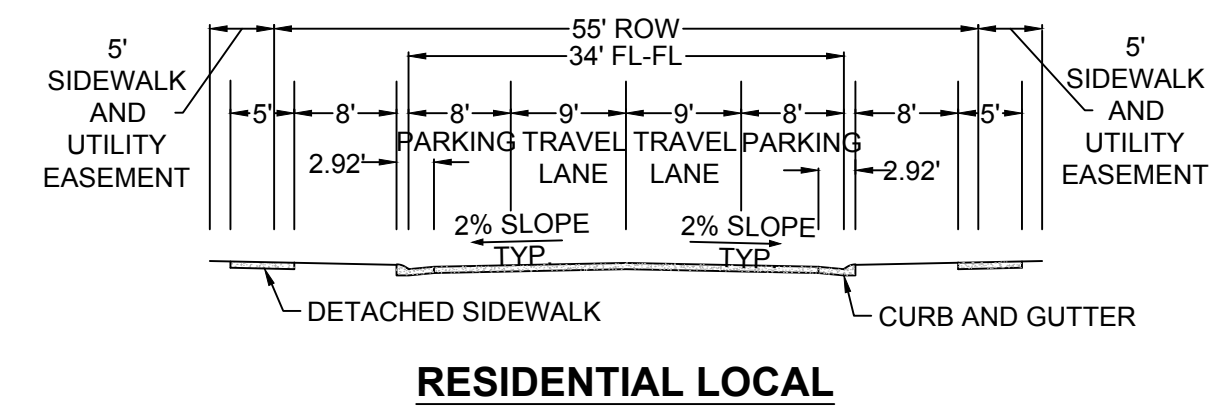 55' ROW
34' FL-FL
5'
SIDEWALK
AND
UTILITY
EASEMENT
5'
SIDEWALK
AND
UTILITY
EASEMENT
5' 8' 8' 9' 9' 8' 8' 5'
PARKING TRAVEL LANE TRAVEL LANE PARKING
2.92' 2.92'
2% SLOPE
TYP.
2% SLOPE
TYP.
DETACHED SIDEWALK
CURB AND GUTTER
RESIDENTIAL LOCAL